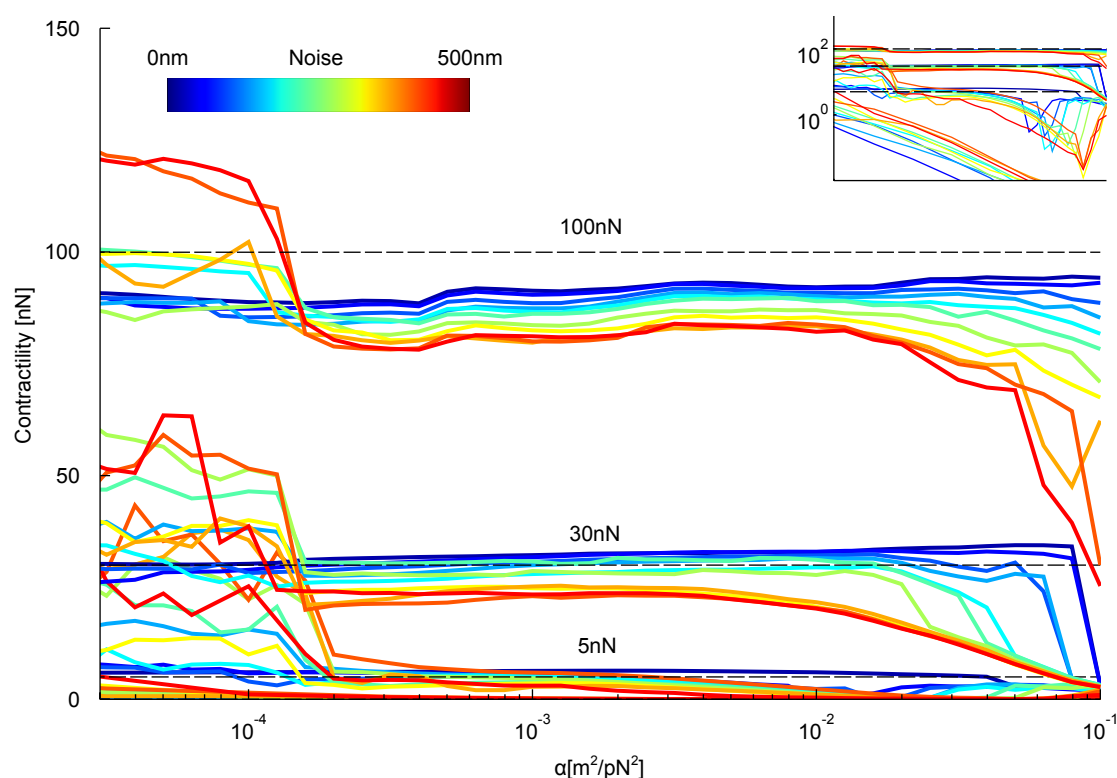 150
0nm Noise 500nm
10²
10⁰
100nN
100
Contractility [nN]
50
30nN
5nN
0
10⁻⁴ 10⁻³ 10⁻² 10⁻¹
α[m²/pN²]